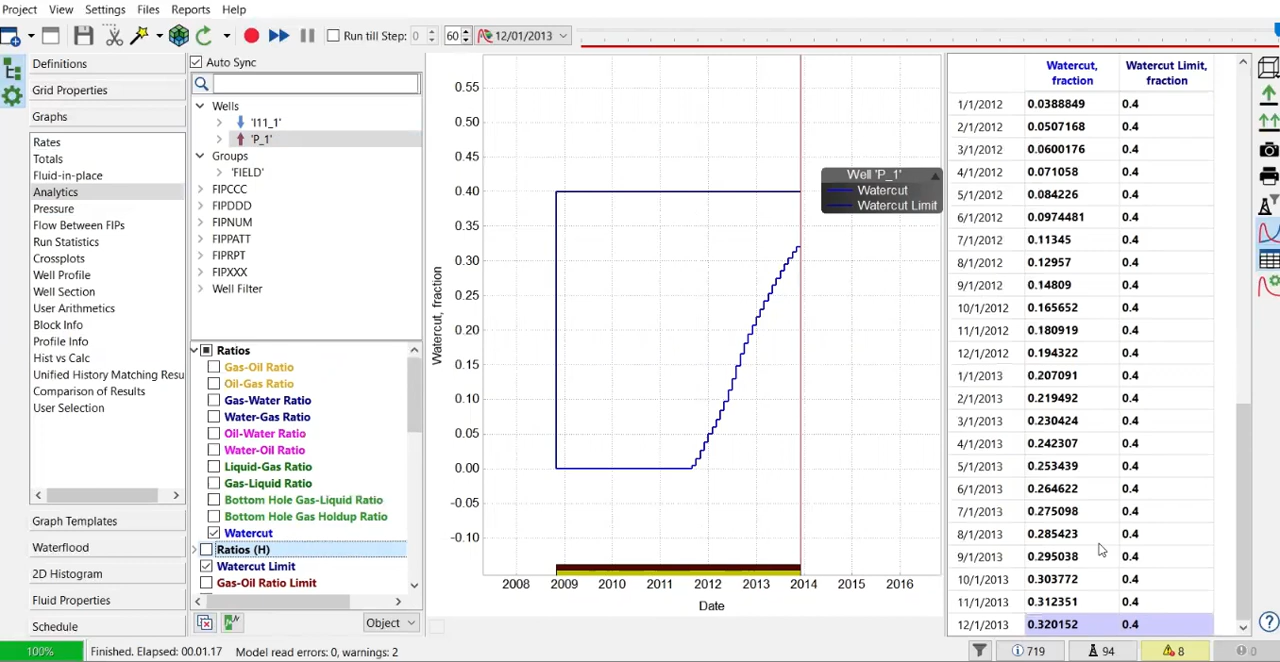 Project View Settings Files Reports Help
Run till Step: 0 60 12/01/2013
Definitions
Grid Properties
Graphs
Rates
Totals
Fluid-in-place
Analytics
Pressure
Flow Between FIPs
Run Statistics
Crossplots
Well Profile
Well Section
User Arithmetics
Block Info
Profile Info
Hist vs Calc
Unified History Matching Resu
Comparison of Results
User Selection
Graph Templates
Waterflood
2D Histogram
Fluid Properties
Schedule
Auto Sync
Wells
'I11_1'
'P_1'
Groups
'FIELD'
FIPCCC
FIPDDD
FIPNUM
FIPPATT
FIPRPT
FIPXXX
Well Filter
Ratios
Gas-Oil Ratio
Oil-Gas Ratio
Gas-Water Ratio
Water-Gas Ratio
Oil-Water Ratio
Water-Oil Ratio
Liquid-Gas Ratio
Gas-Liquid Ratio
Bottom Hole Gas-Liquid Ratio
Bottom Hole Gas Holdup Ratio
Watercut
Ratios (H)
Watercut Limit
Gas-Oil Ratio Limit
Object
Watercut, fraction
0.55
0.50
0.45
0.40
0.35
0.30
0.25
0.20
0.15
0.10
0.05
0.00
-0.05
-0.10
2008 2009 2010 2011 2012 2013 2014 2015 2016
Date
Well 'P_1'
Watercut
Watercut Limit
Watercut, Watercut Limit,
fraction fraction
1/1/2012 0.0388849 0.4
2/1/2012 0.0507168 0.4
3/1/2012 0.0600176 0.4
4/1/2012 0.071058 0.4
5/1/2012 0.084226 0.4
6/1/2012 0.0974481 0.4
7/1/2012 0.11345 0.4
8/1/2012 0.12957 0.4
9/1/2012 0.14809 0.4
10/1/2012 0.165652 0.4
11/1/2012 0.180919 0.4
12/1/2012 0.194322 0.4
1/1/2013 0.207091 0.4
2/1/2013 0.219492 0.4
3/1/2013 0.230424 0.4
4/1/2013 0.242307 0.4
5/1/2013 0.253439 0.4
6/1/2013 0.264622 0.4
7/1/2013 0.275098 0.4
8/1/2013 0.285423 0.4
9/1/2013 0.295038 0.4
10/1/2013 0.303772 0.4
11/1/2013 0.312351 0.4
12/1/2013 0.320152 0.4
100% Finished. Elapsed: 00.01.17 Model read errors: 0, warnings: 2 719 94 8 0